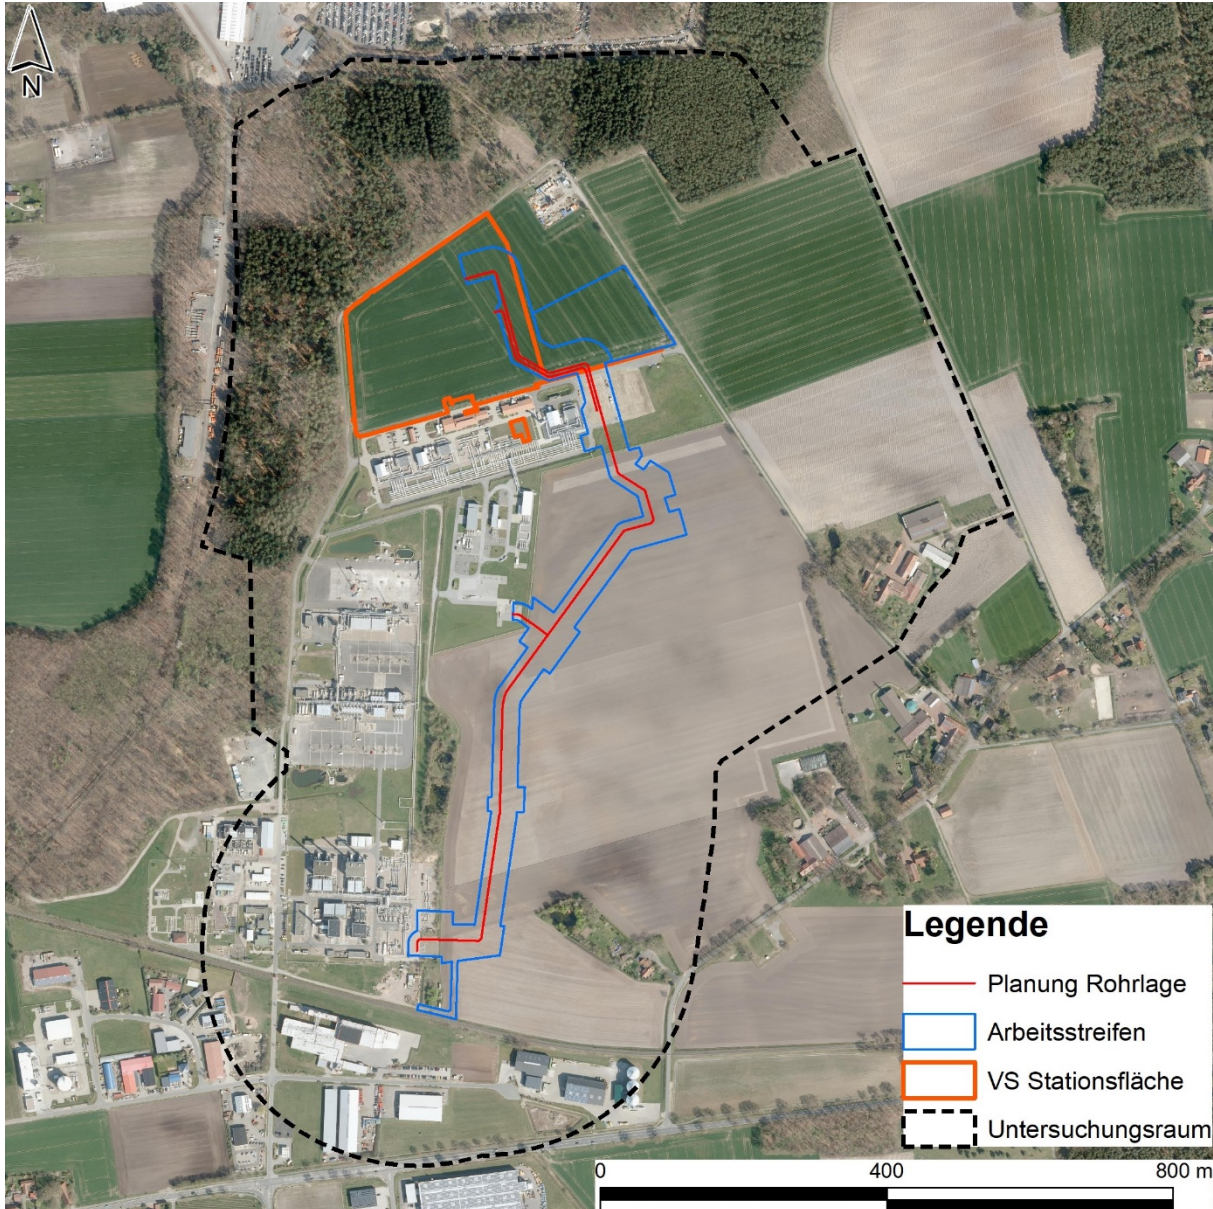 N
Legende
Planung Rohrlage
Arbeitsstreifen
VS Stationsfläche
Untersuchungsraum
0 400 800 m